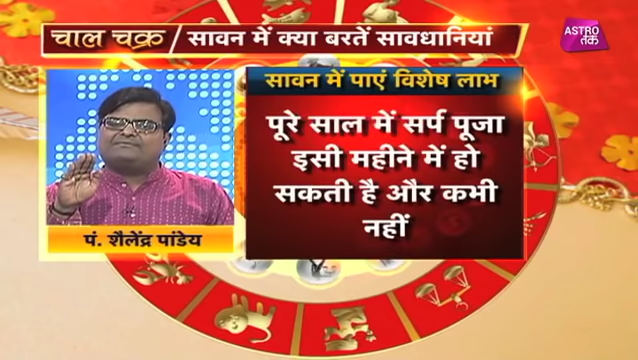 चाल चक्र / सावन में क्या बरतें सावधानियां
ASTRO
तक
सावन में पाएं विशेष लाभ
पूरे साल में सर्प पूजा
इसी महीने में हो
सकती है और कभी
नहीं
पं. शैलेंद्र पांडेय